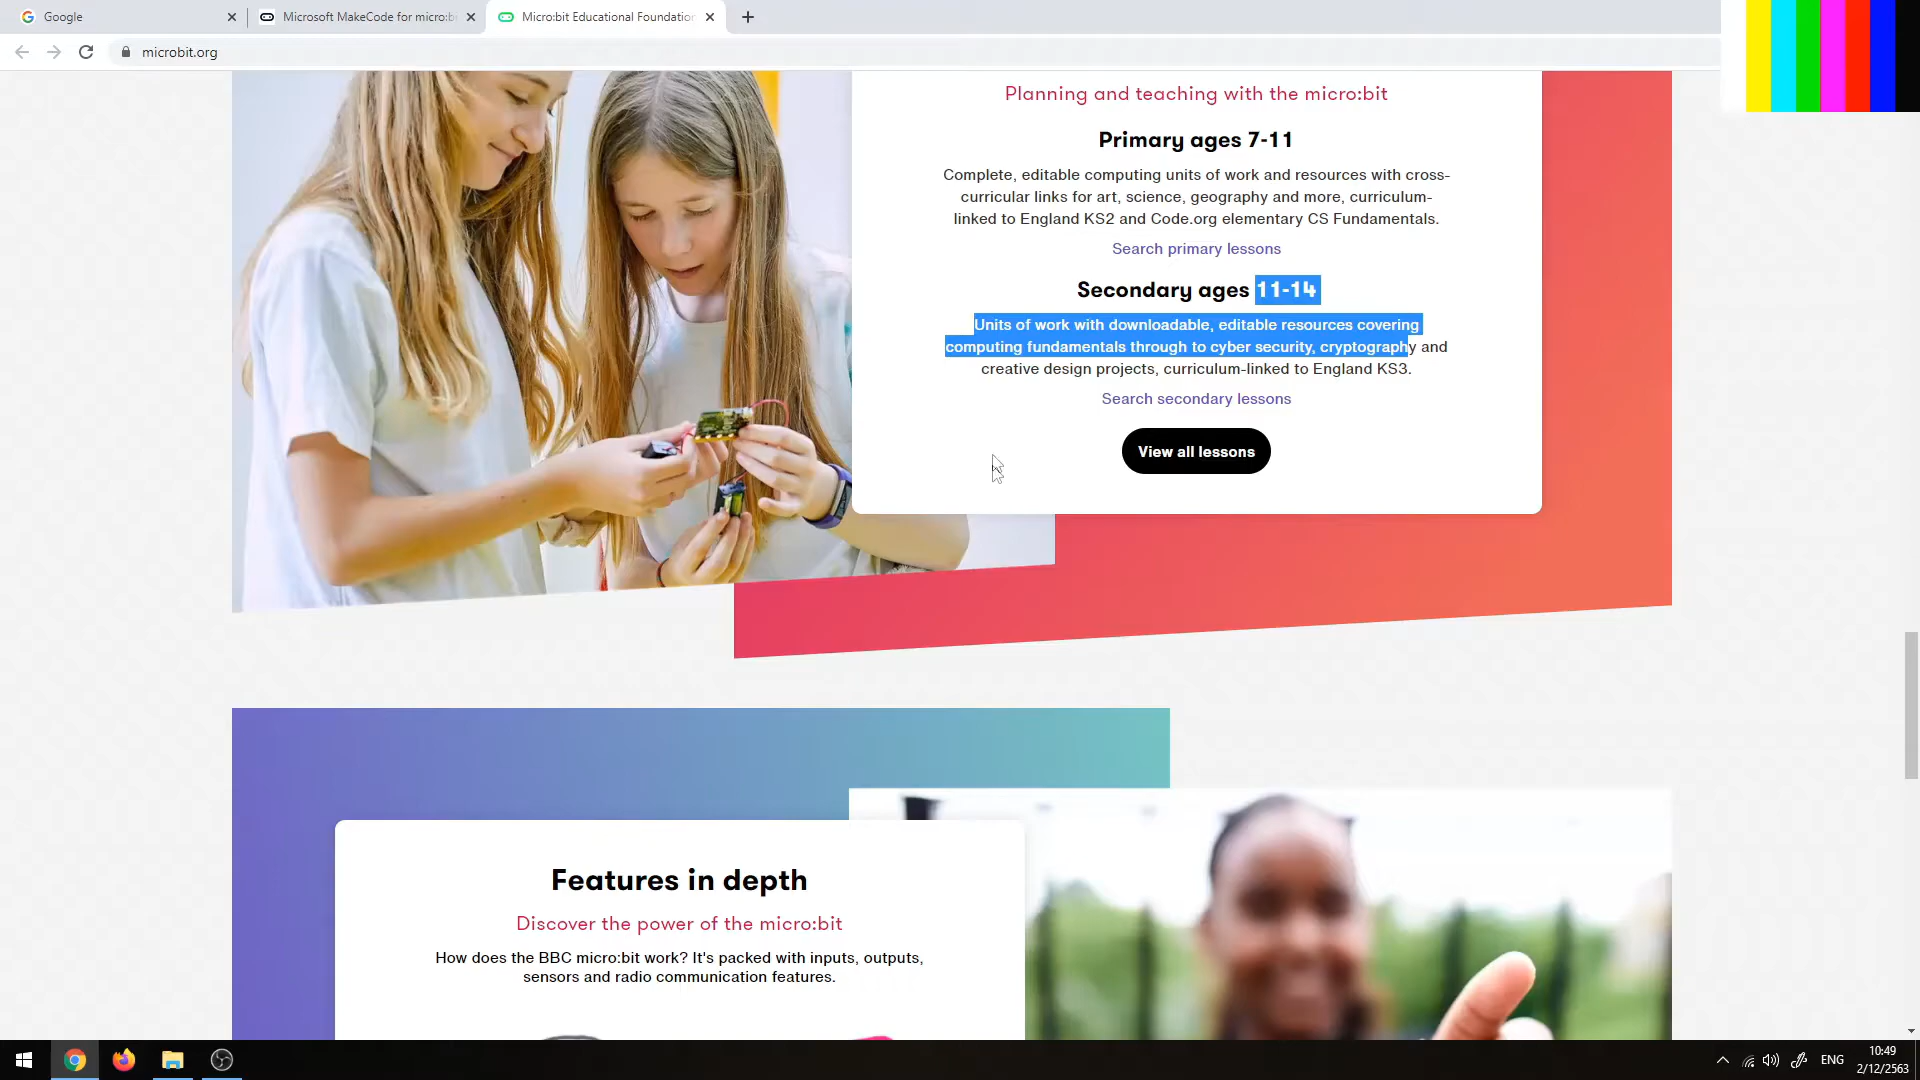 Google
Microsoft MakeCode for micro:b
Micro:bit Educational Foundation
microbit.org
Planning and teaching with the micro:bit
Primary ages 7-11
Complete, editable computing units of work and resources with cross-
curricular links for art, science, geography and more, curriculum-
linked to England KS2 and Code.org elementary CS Fundamentals.
Search primary lessons
Secondary ages 11-14
Units of work with downloadable, editable resources covering
computing fundamentals through to cyber security, cryptography and
creative design projects, curriculum-linked to England KS3.
Search secondary lessons
View all lessons
Features in depth
Discover the power of the micro:bit
How does the BBC micro:bit work? It's packed with inputs, outputs,
sensors and radio communication features.
ENG
10:49
2/12/2563